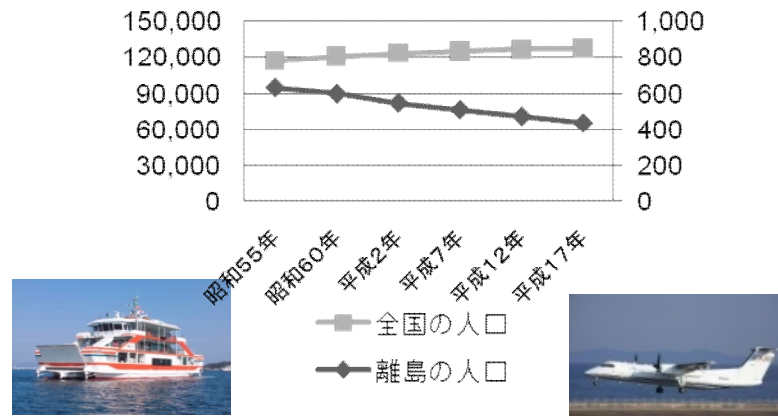 150,000
120,000
90,000
60,000
30,000
0
1,000
800
600
400
200
0
昭和55年
昭和60年
平成2年
平成7年
平成12年
平成17年
全国の人口
離島の人口